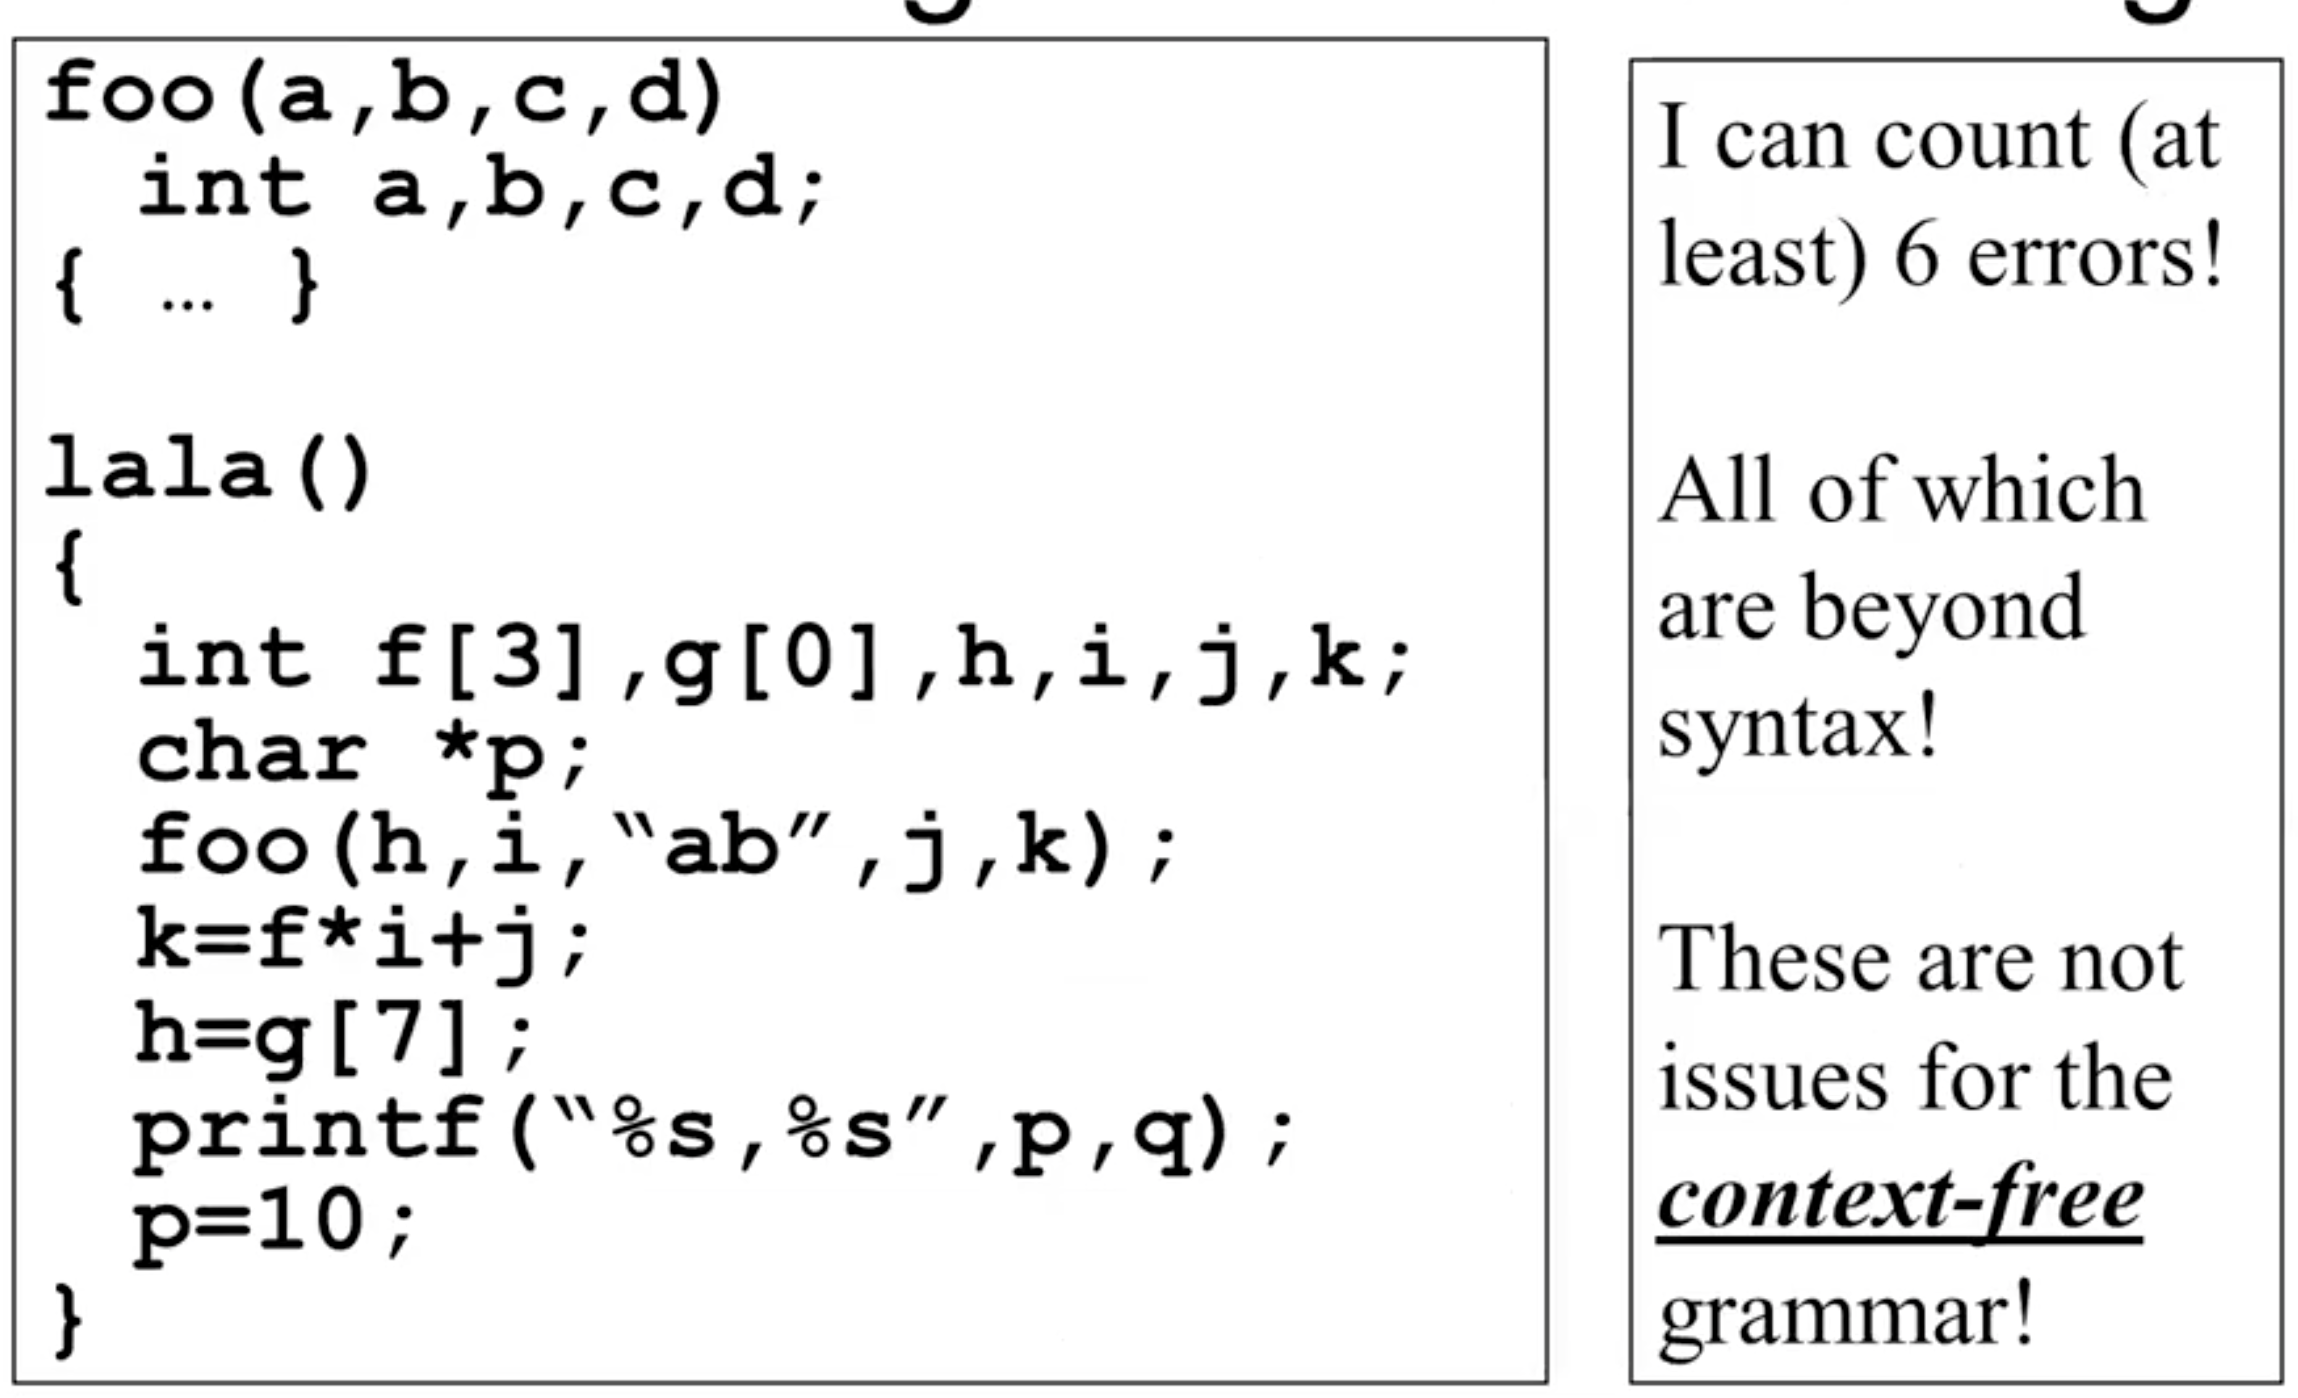 foo(a,b,c,d)
int a,b,c,d;
{ … }
lala()
{
int f[3],g[0],h,i,j,k;
char *p;
foo(h,i,“ab”,j,k);
k=f*i+j;
h=g[7];
printf(“%s,%s”,p,q);
p=10;
}
I can count (at
least) 6 errors!
All of which
are beyond
syntax!
These are not
issues for the
context-free
grammar!